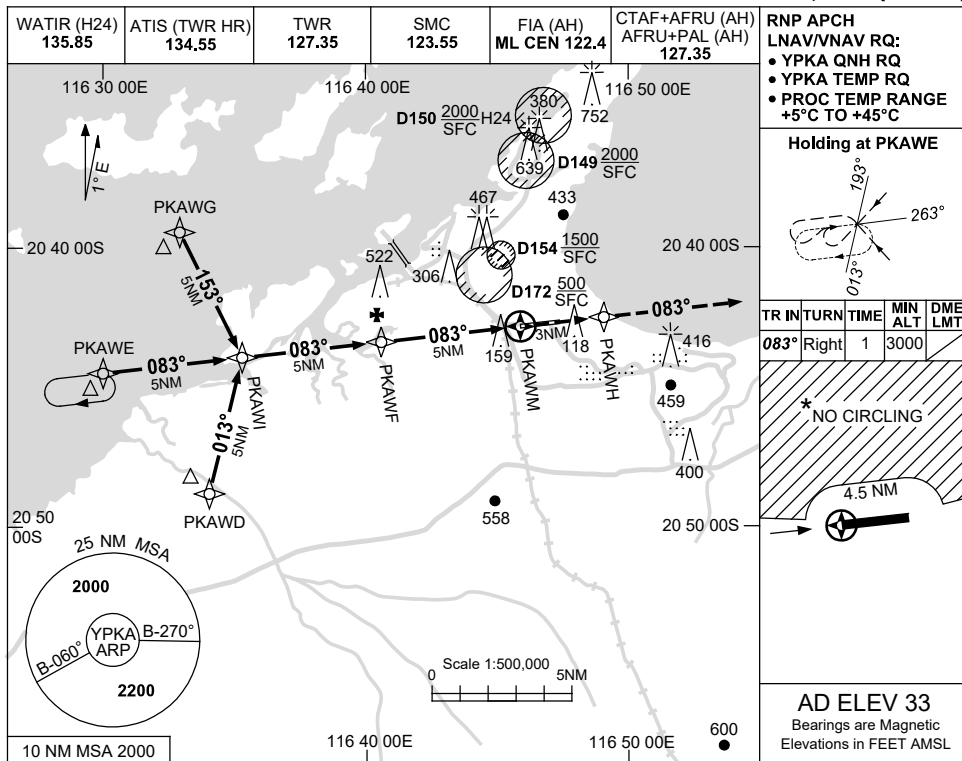 WATIR (H24)
135.85
ATIS (TWR HR)
134.55
TWR
127.35
SMC
123.55
FIA (AH)
ML CEN 122.4
CTAF+AFRU (AH)
AFRU+PAL (AH)
127.35
RNP APCH
LNAV/VNAV RQ:
• YPKA QNH RQ
• YPKA TEMP RQ
• PROC TEMP RANGE
+5°C TO +45°C
116 30 00E
116 40 00E
116 50 00E
1° E
D150 2000
SFC
H24
380
752
639
D149 2000
SFC
PKAWG
467
433
20 40 00S
20 40 00S
522
306
D154 1500
SFC
D172 500
SFC
153°
5NM
083°
PKAWE
083°
5NM
083°
5NM
083°
5NM
3NM
159
118
416
PKAWI
PKAWF
PKAWM
PKAWH
459
013°
5NM
400
PKAWD
558
20 50
00S
20 50 00S
25 NM MSA
2000
YPKA
ARP
B-270°
B-060°
2200
10 NM MSA 2000
Scale 1:500,000
0
5NM
116 40 00E
116 50 00E
600
Holding at PKAWE
193°
263°
013°
TR IN
TURN
TIME
MIN
ALT
DME
LMT
083°
Right
1
3000
*NO CIRCLING
4.5 NM
AD ELEV 33
Bearings are Magnetic
Elevations in FEET AMSL